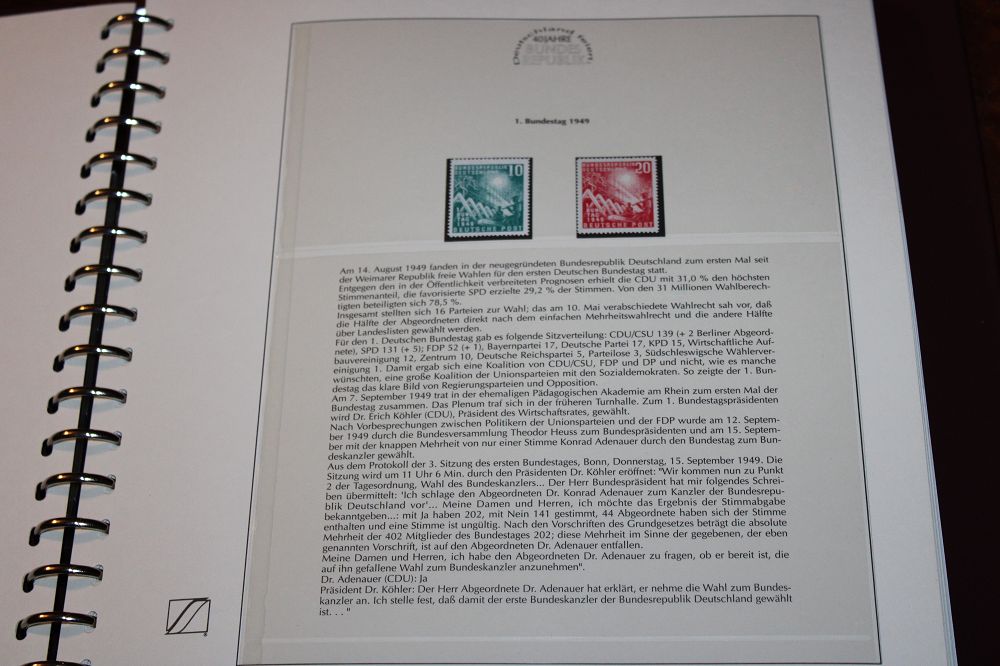 Deutschland feiert
40 JAHRE
BUNDES
REPUBLIK
1. Bundestag 1949
10
BUNDESREPUBLIK
DEUTSCHLAND
1.
BUN
DES
TAG
1949
DEUTSCHE POST
20
BUNDESREPUBLIK
DEUTSCHLAND
1.
BUN
DES
TAG
1949
DEUTSCHE POST
Am 14. August 1949 fanden in der neugegründeten Bundesrepublik Deutschland zum ersten Mal seit
der Weimarer Republik freie Wahlen für den ersten Deutschen Bundestag statt.
Entgegen den in der Öffentlichkeit verbreiteten Prognosen erhielt die CDU mit 31,0 % den höchsten
Stimmenanteil, die favorisierte SPD erzielte 29,2 % der Stimmen. Von den 31 Millionen Wahlberech-
tigten beteiligten sich 78,5 %.
Insgesamt stellten sich 16 Parteien zur Wahl; das am 10. Mai verabschiedete Wahlrecht sah vor, daß
die Hälfte der Abgeordneten direkt nach dem einfachen Mehrheitswahlrecht und die andere Hälfte
über Landeslisten gewählt werden.
Für den 1. Deutschen Bundestag gab es folgende Sitzverteilung: CDU/CSU 139 (+ 2 Berliner Abgeord-
nete), SPD 131 (+ 5); FDP 52 (+ 1), Bayernpartei 17, Deutsche Partei 17, KPD 15, Wirtschaftliche Auf-
bauvereinigung 12, Zentrum 10, Deutsche Reichspartei 5, Parteilose 3, Südschleswigsche Wählerver-
einigung 1. Damit ergab sich eine Koalition von CDU/CSU, FDP und DP und nicht, wie es manche
wünschten, eine große Koalition der Unionsparteien mit den Sozialdemokraten. So zeigte der 1. Bun-
destag das klare Bild von Regierungsparteien und Opposition.
Am 7. September 1949 trat in der ehemaligen Pädagogischen Akademie am Rhein zum ersten Mal der
Bundestag zusammen. Das Plenum traf sich in der früheren Turnhalle. Zum 1. Bundestagspräsidenten
wird Dr. Erich Köhler (CDU), Präsident des Wirtschaftsrates, gewählt.
Nach Vorbesprechungen zwischen Politikern der Unionsparteien und der FDP wurde am 12. Septem-
ber 1949 durch die Bundesversammlung Theodor Heuss zum Bundespräsidenten und am 15. Septem-
ber mit der knappen Mehrheit von nur einer Stimme Konrad Adenauer durch den Bundestag zum Bun-
deskanzler gewählt.
Aus dem Protokoll der 3. Sitzung des ersten Bundestages, Bonn, Donnerstag, 15. September 1949. Die
Sitzung wird um 11 Uhr 6 Min. durch den Präsidenten Dr. Köhler eröffnet: "Wir kommen nun zu Punkt
2 der Tagesordnung, Wahl des Bundeskanzlers... Der Herr Bundespräsident hat mir folgendes Schrei-
ben übermittelt: 'Ich schlage den Abgeordneten Dr. Konrad Adenauer zum Kanzler der Bundesrepu-
blik Deutschland vor'... Meine Damen und Herren, ich möchte das Ergebnis der Stimmabgabe
bekanntgeben...: mit Ja haben 202, mit Nein 141 gestimmt, 44 Abgeordnete haben sich der Stimme
enthalten und eine Stimme ist ungültig. Nach den Vorschriften des Grundgesetzes beträgt die absolute
Mehrheit der 402 Mitglieder des Bundestages 202; diese Mehrheit im Sinne der gegebenen, der eben
genannten Vorschrift, ist auf den Abgeordneten Dr. Adenauer entfallen.
Meine Damen und Herren, ich habe den Abgeordneten Dr. Adenauer zu fragen, ob er bereit ist, die
auf ihn gefallene Wahl zum Bundeskanzler anzunehmen".
Dr. Adenauer (CDU): Ja
Präsident Dr. Köhler: Der Herr Abgeordnete Dr. Adenauer hat erklärt, er nehme die Wahl zum Bundes-
kanzler an. Ich stelle fest, daß damit der erste Bundeskanzler der Bundesrepublik Deutschland gewählt
ist. . . "